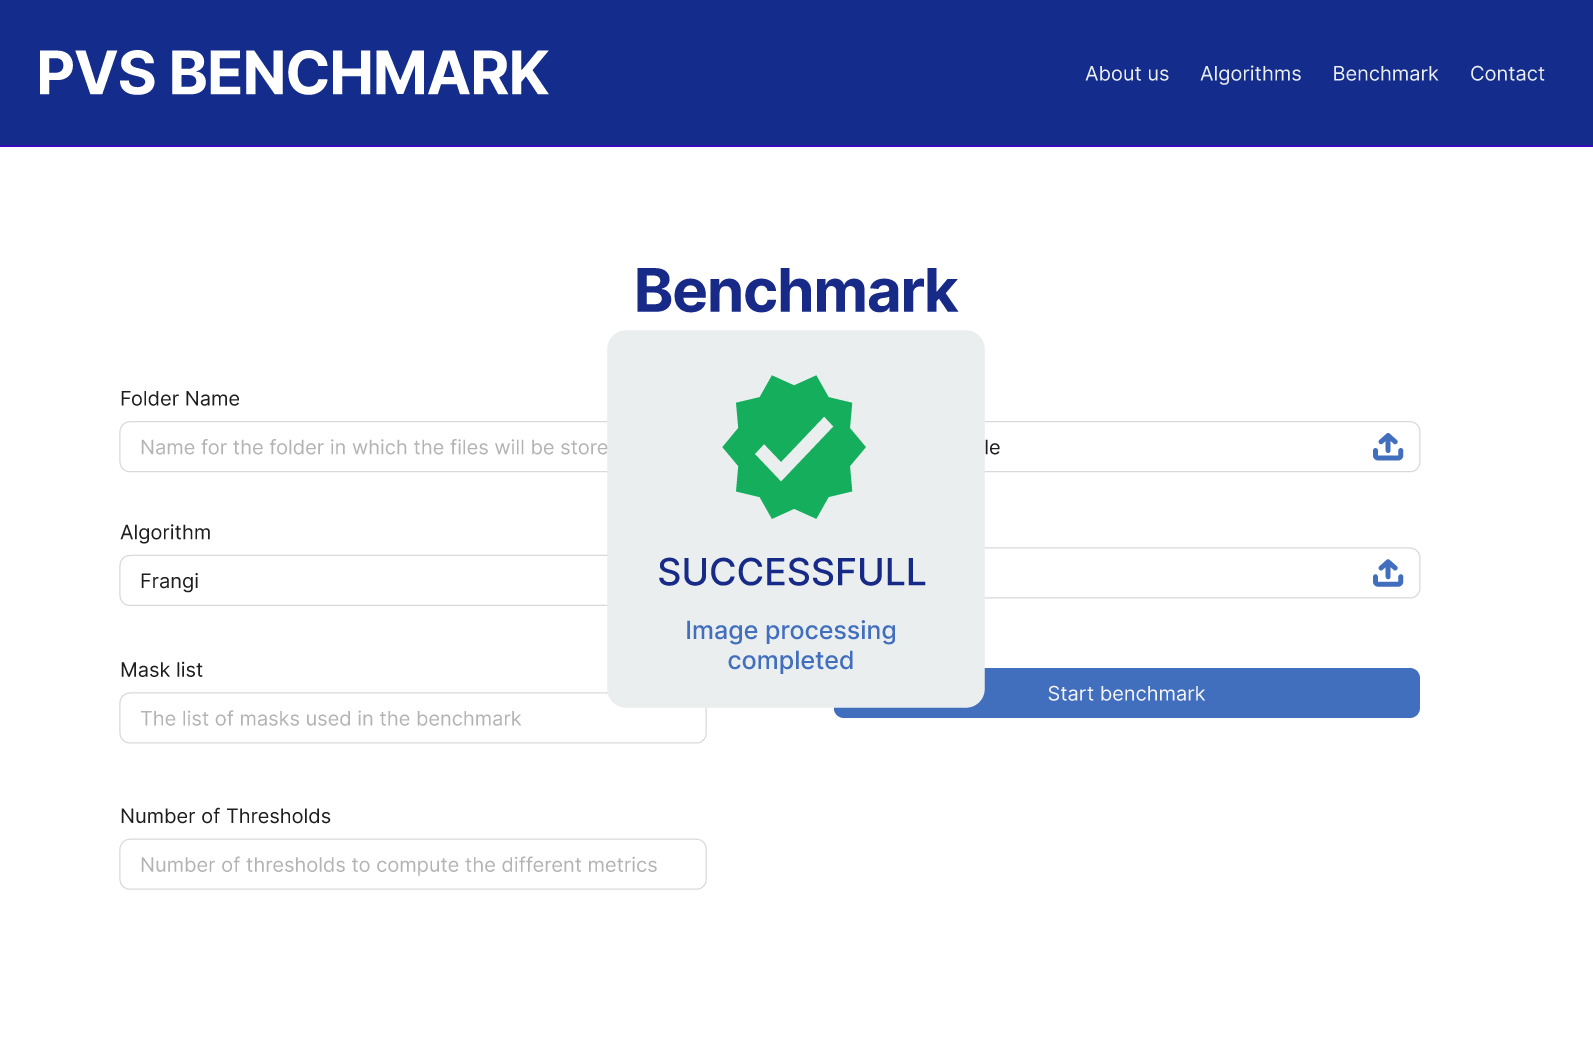 PVS BENCHMARK
About us Algorithms Benchmark Contact
Benchmark
Folder Name
Name for the folder in which the files will be store
Algorithm
Frangi
Mask list
The list of masks used in the benchmark
Number of Thresholds
Number of thresholds to compute the different metrics
le
Start benchmark
SUCCESSFULL
Image processing
completed